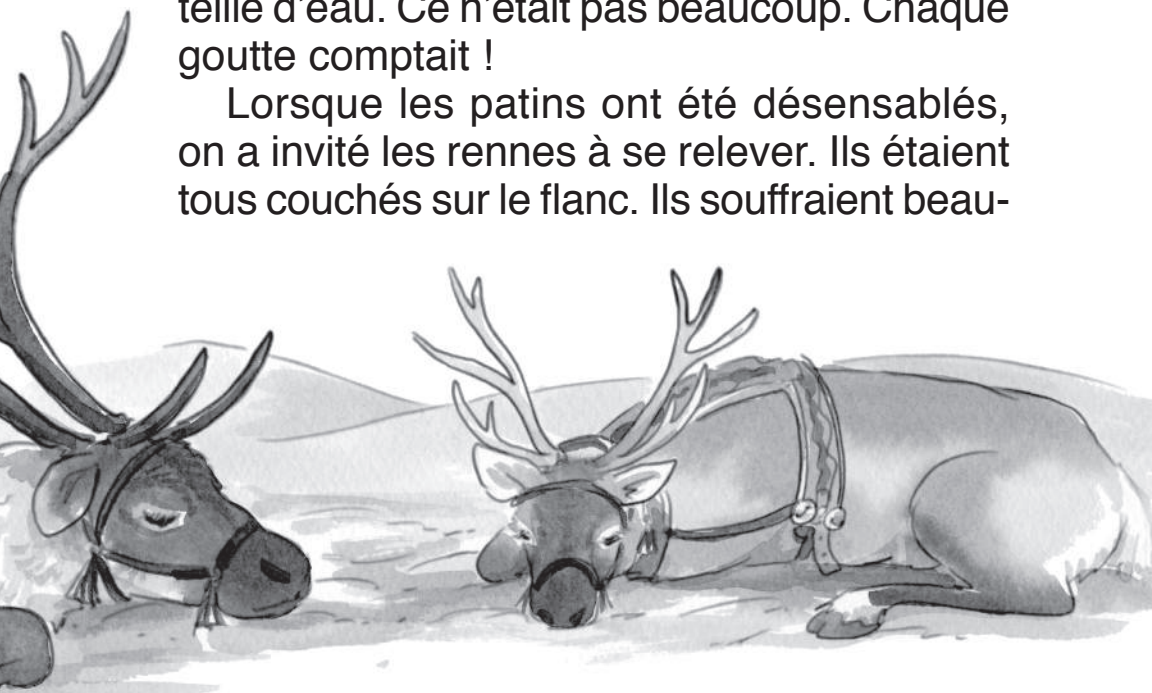 teille d'eau. Ce n'était pas beaucoup. Chaque
goutte comptait !
Lorsque les patins ont été désensablés,
on a invité les rennes à se relever. Ils étaient
tous couchés sur le flanc. Ils souffraient beau-